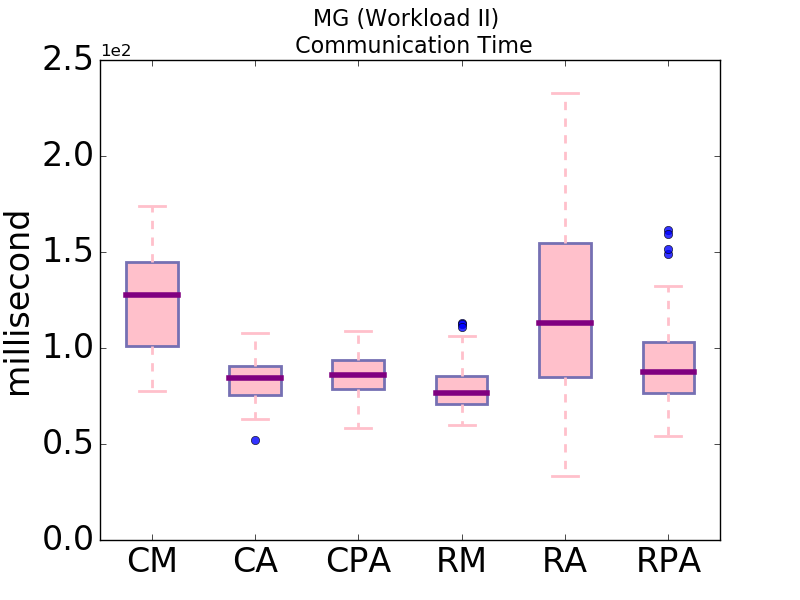 MG (Workload II)
Communication Time
1e2
2.5
2.0
1.5
1.0
0.5
0.0
millisecond
CM CA CPA RM RA RPA